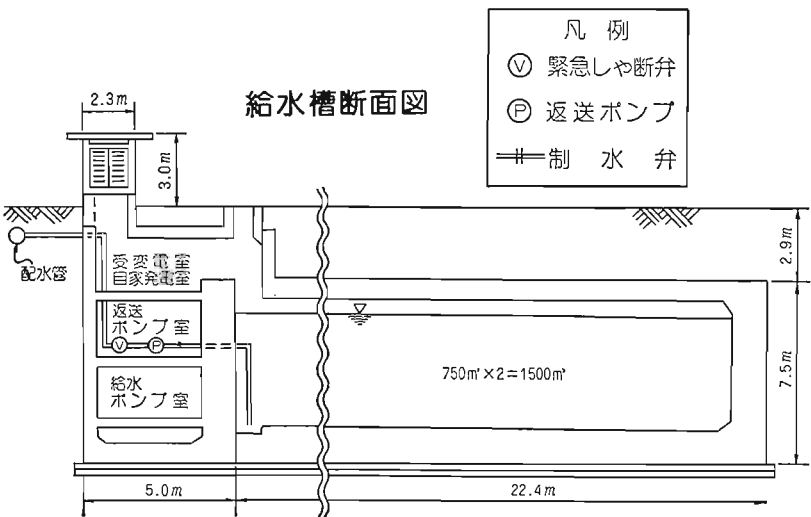 凡例
Ⓥ 緊急しゃ断弁
Ⓟ 返送ポンプ
制水弁
給水槽断面図
2.3m
3.0m
配水管
受変電室
自家発電室
返送
ポンプ室
Ⓥ Ⓟ
給水
ポンプ室
750㎥×2=1500㎥
2.9m
7.5m
5.0m
22.4m